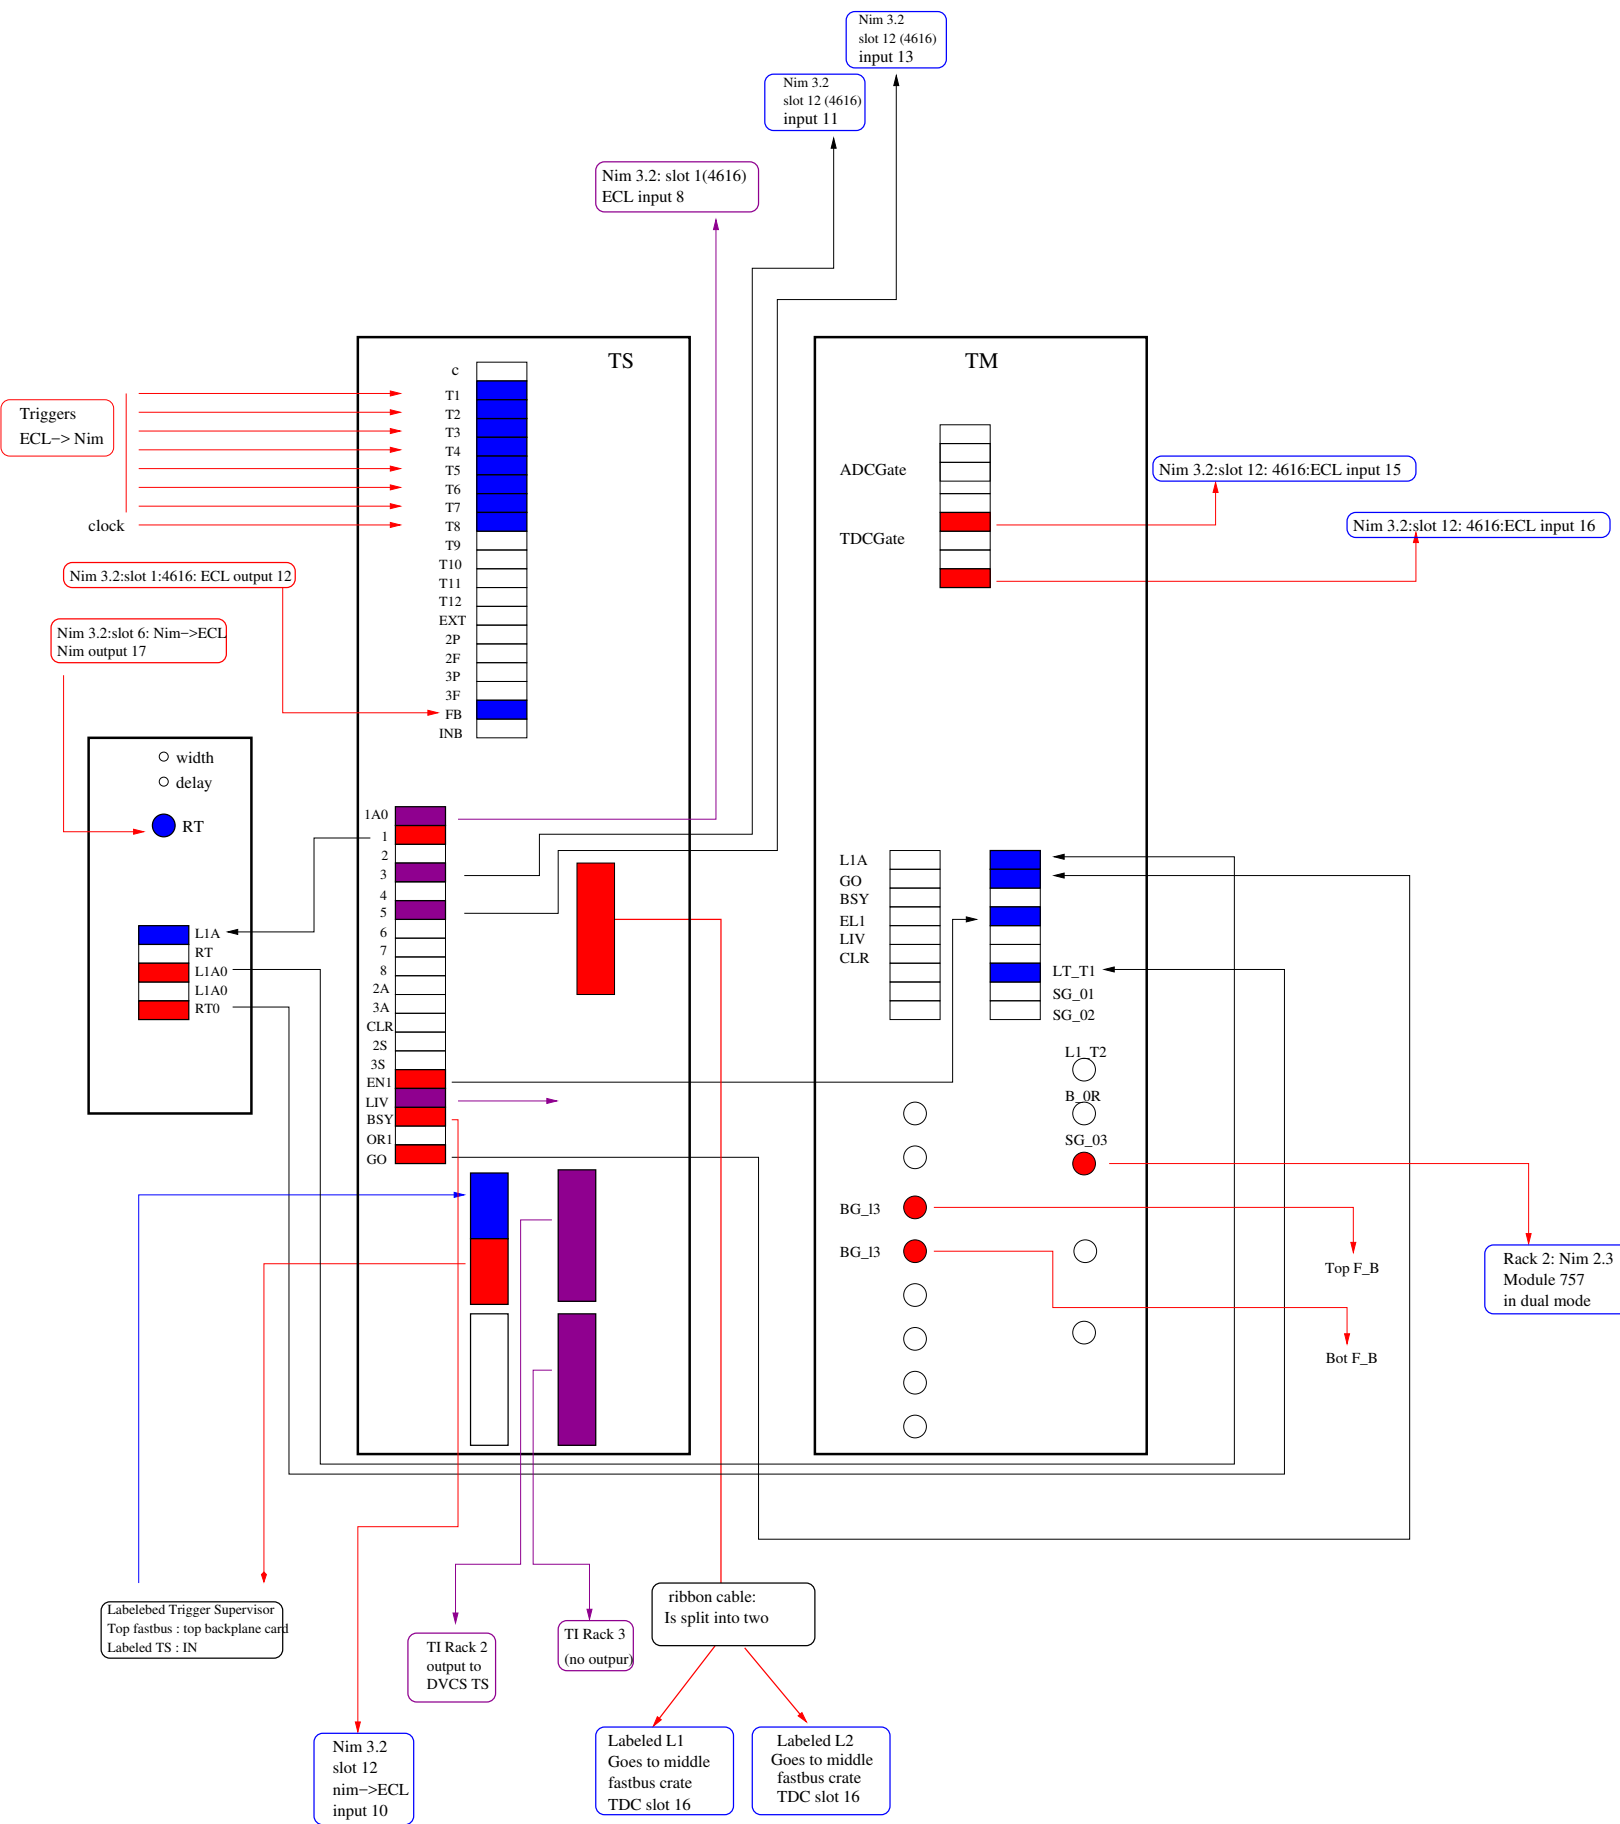 Nim 3.2
slot 12 (4616)
input 13
Nim 3.2
slot 12 (4616)
input 11
Nim 3.2: slot 1(4616)
ECL input 8
TS
c
T1
T2
T3
T4
T5
T6
T7
T8
T9
T10
T11
T12
EXT
2P
2F
3P
3F
FB
INB
Triggers
ECL−> Nim
clock
Nim 3.2:slot 1:4616: ECL output 12
Nim 3.2:slot 6: Nim−>ECL
Nim output 17
width
delay
RT
L1A
RT
L1A0
L1A0
RT0
1A0
1
2
3
4
5
6
7
8
2A
3A
CLR
2S
3S
EN1
LIV
BSY
OR1
GO
TM
ADCGate
TDCGate
Nim 3.2:slot 12: 4616:ECL input 15
Nim 3.2:slot 12: 4616:ECL input 16
L1A
GO
BSY
EL1
LIV
CLR
LT_T1
SG_01
SG_02
L1_T2
B_0R
SG_03
BG_l3
BG_l3
Top F_B
Bot F_B
Rack 2: Nim 2.3
Module 757
in dual mode
Labelebed Trigger Supervisor
Top fastbus : top backplane card
Labeled TS : IN
TI Rack 2
output to
DVCS TS
TI Rack 3
(no outpur)
ribbon cable:
Is split into two
Nim 3.2
slot 12
nim−>ECL
input 10
Labeled L1
Goes to middle
fastbus crate
TDC slot 16
Labeled L2
Goes to middle
fastbus crate
TDC slot 16